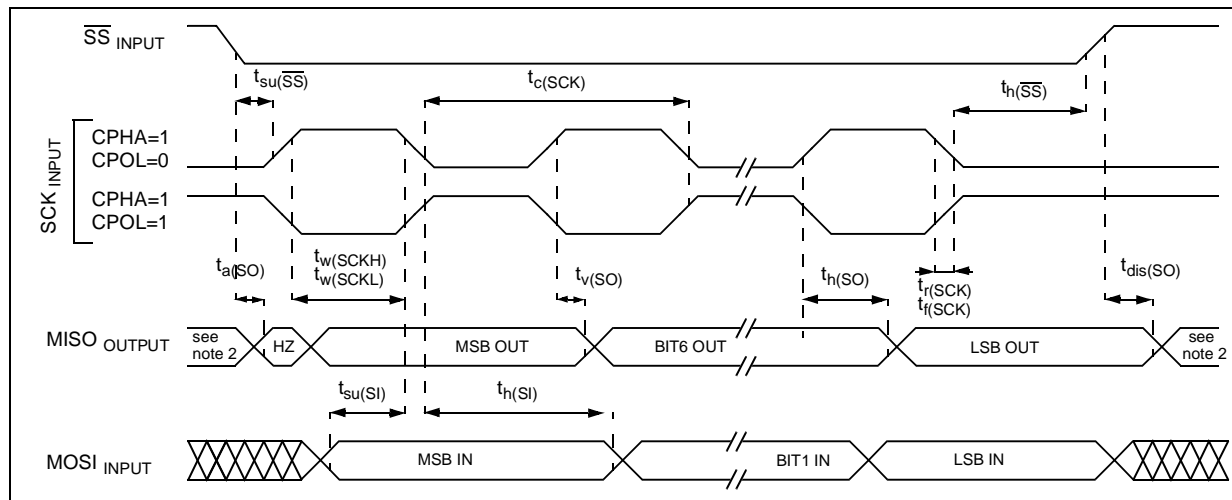 SS INPUT
tsu(SS)
tc(SCK)
th(SS)
SCK INPUT
CPHA=1
CPOL=0
CPHA=1
CPOL=1
ta(SO)
tw(SCKH)
tw(SCKL)
tv(SO)
th(SO)
tr(SCK)
tf(SCK)
tdis(SO)
MISO OUTPUT
see
note 2
HZ
MSB OUT
BIT6 OUT
LSB OUT
see
note 2
tsu(SI)
th(SI)
MOSI INPUT
MSB IN
BIT1 IN
LSB IN